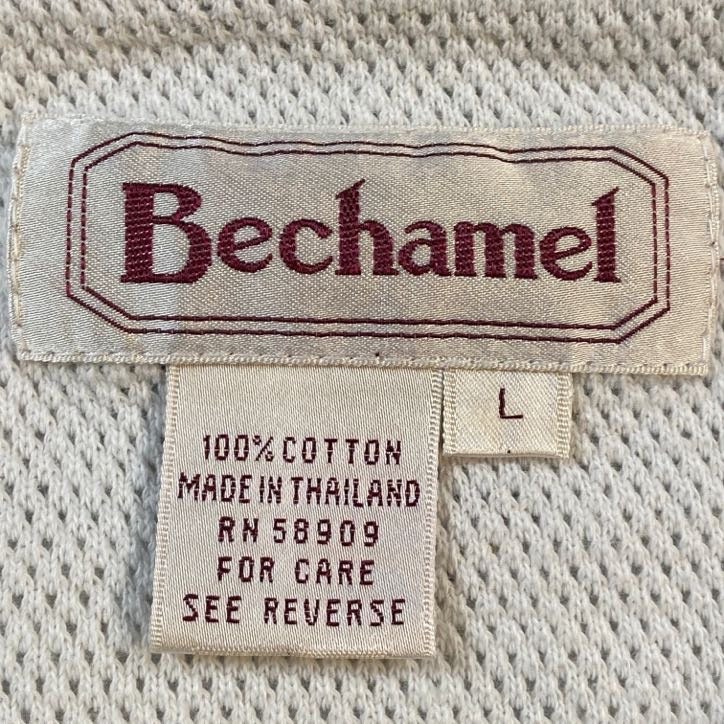 Bechamel
L
100% COTTON
MADE IN THAILAND
RN 58909
FOR CARE
SEE REVERSE